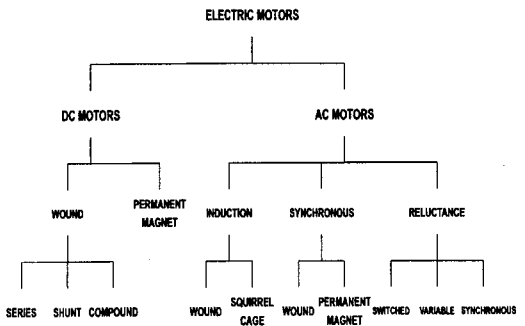 ELECTRIC MOTORS
DC MOTORS
AC MOTORS
WOUND
PERMANENT
MAGNET
INDUCTION
SYNCHRONOUS
RELUCTANCE
SERIES
SHUNT
COMPOUND
WOUND
SQUIRREL
CAGE
WOUND
PERMANENT
MAGNET
SWITCHED
VARIABLE
SYNCHRONOUS